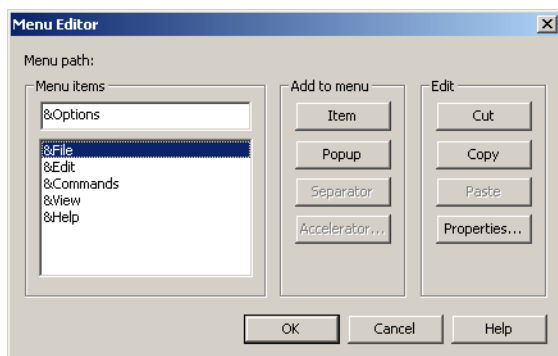 Menu Editor
Menu path:
Menu items
&Options
&File
&Edit
&Commands
&View
&Help
Add to menu
Item
Popup
Separator
Accelerator...
Edit
Cut
Copy
Paste
Properties...
OK
Cancel
Help